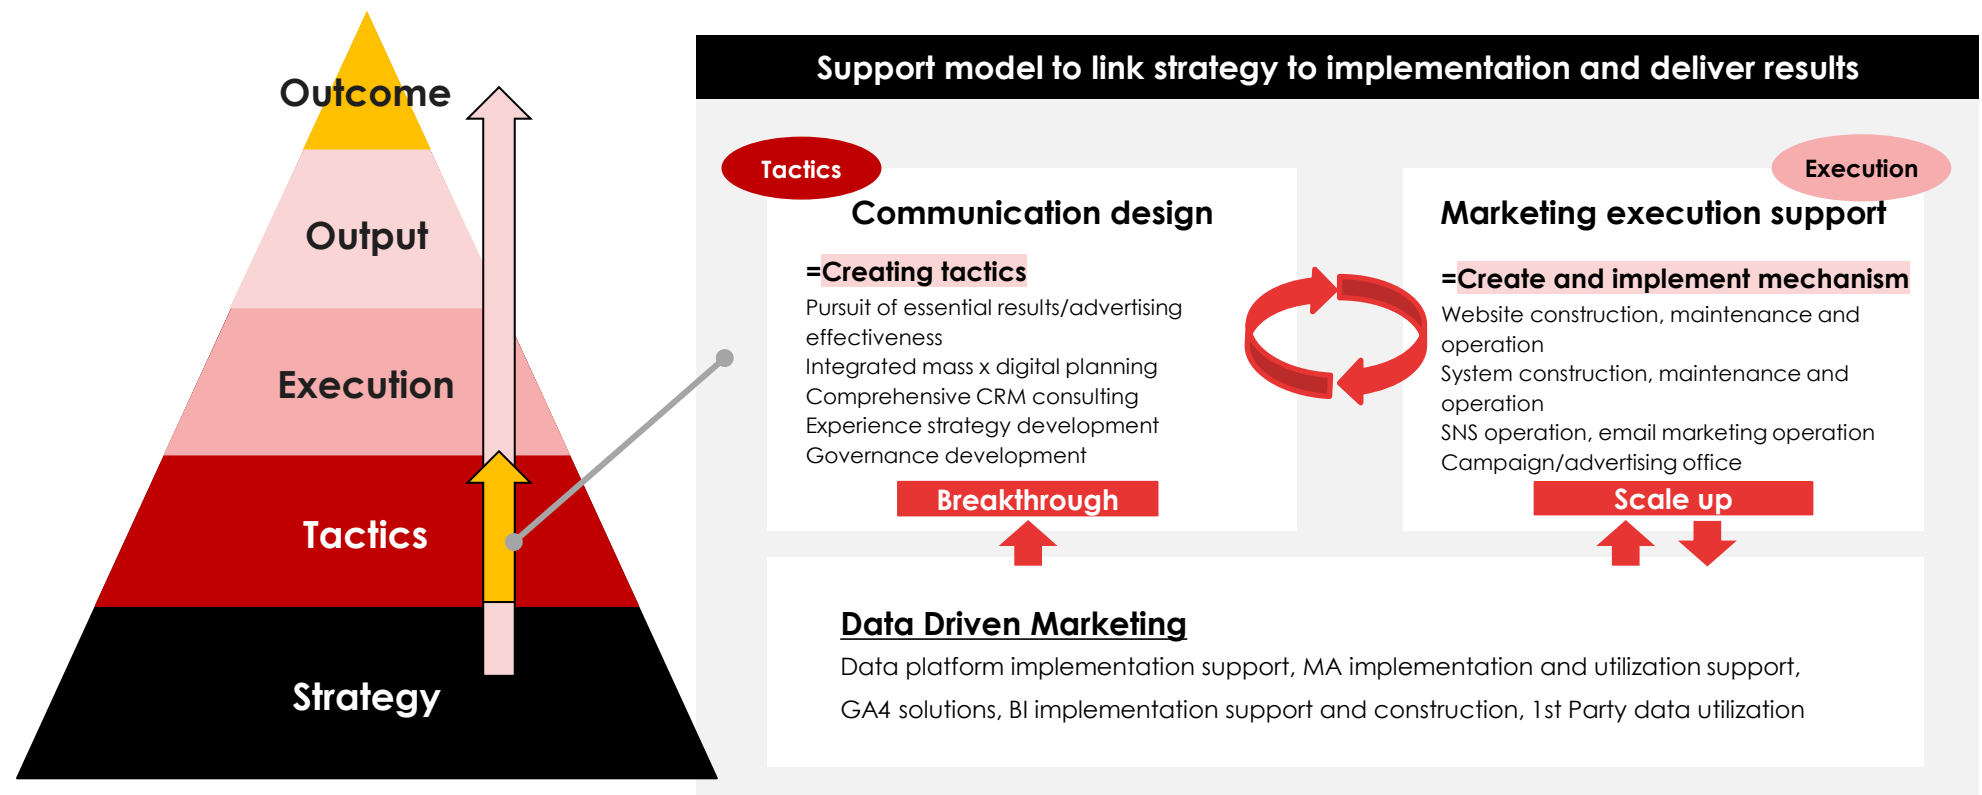 Outcome
Output
Execution
Tactics
Strategy
Support model to link strategy to implementation and deliver results
Tactics
Communication design
=Creating tactics
Pursuit of essential results/advertising
effectiveness
Integrated mass x digital planning
Comprehensive CRM consulting
Experience strategy development
Governance development
Breakthrough
Execution
Marketing execution support
=Create and implement mechanism
Website construction, maintenance and
operation
System construction, maintenance and
operation
SNS operation, email marketing operation
Campaign/advertising office
Scale up
Data Driven Marketing
Data platform implementation support, MA implementation and utilization support,
GA4 solutions, BI implementation support and construction, 1st Party data utilization